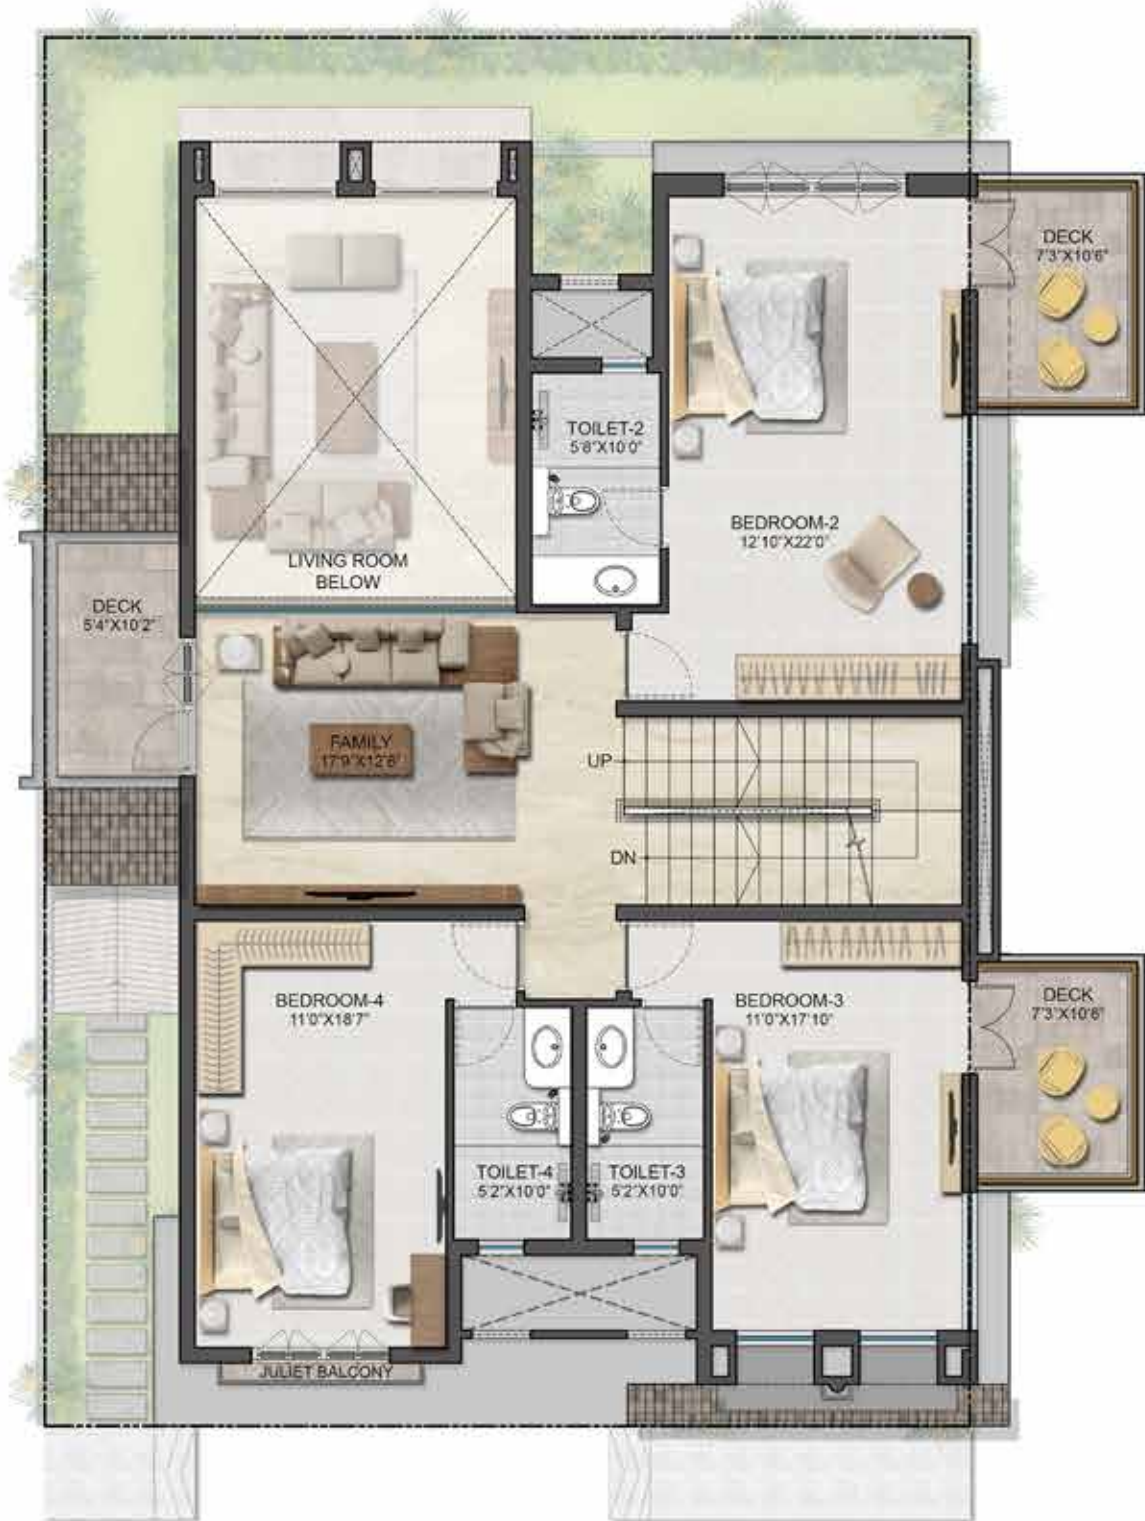 DECK
7'3"X10'6"
TOILET-2
5'8"X10'0"
BEDROOM-2
12'10"X22'0"
LIVING ROOM
BELOW
DECK
5'4"X10'2"
FAMILY
17'9"X12'6"
UP
DN
BEDROOM-4
11'0"X18'7"
BEDROOM-3
11'0"X17'10"
DECK
7'3"X10'6"
TOILET-4
5'2"X10'0"
TOILET-3
5'2"X10'0"
JULIET BALCONY